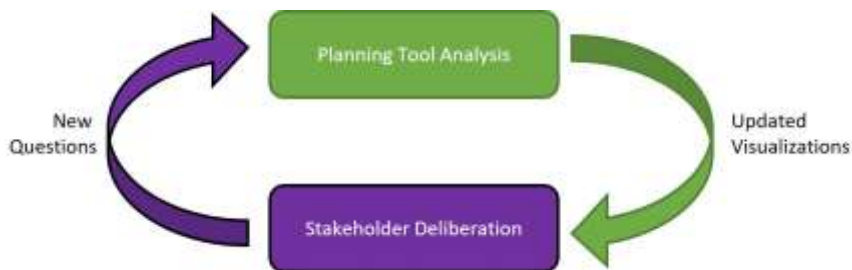 Planning Tool Analysis
New
Questions
Updated
Visualizations
Stakeholder Deliberation